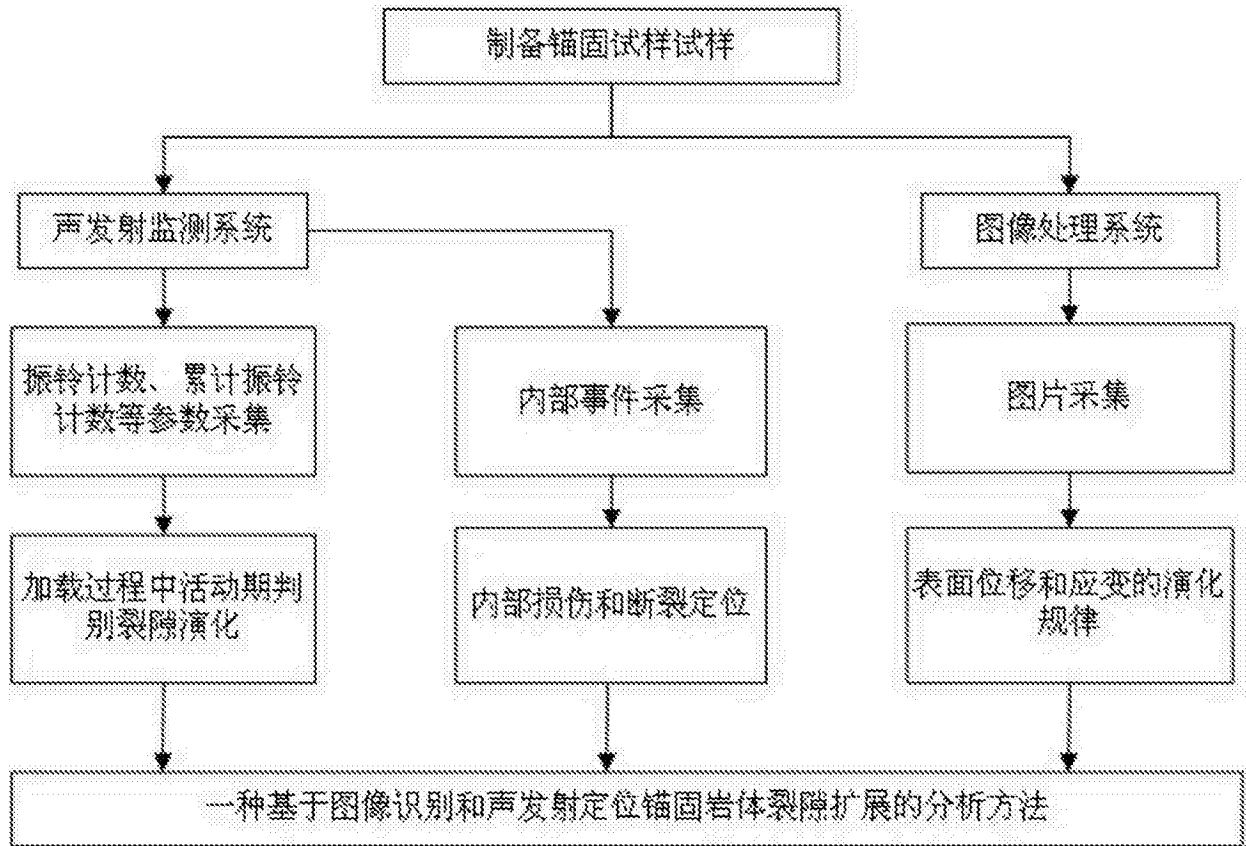 制备锚固试样试样
声发射监测系统
图像处理系统
振铃计数、累计振铃
计数等参数采集
内部事件采集
图片采集
加载过程中活动期判
别裂隙演化
内部损伤和断裂定位
表面位移和应变的演化
规律
一种基于图像识别和声发射定位锚固岩体裂隙扩展的分析方法